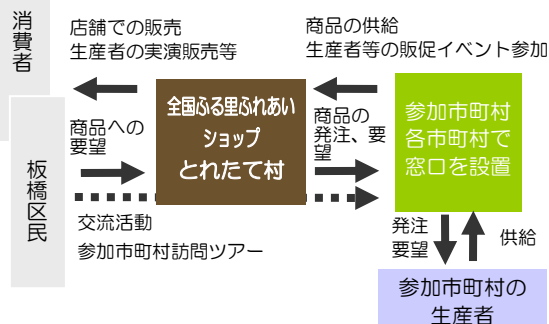 消費者
板橋区民
店舗での販売
生産者の実演販売等
商品への
要望
全国ふる里ふれあい
ショップ
とれたて村
商品の供給
生産者等の販促イベント参加
商品の
発注、要
望
参加市町村
各市町村で
窓口を設置
交流活動
参加市町村訪問ツアー
発注
要望
供給
参加市町村の
生産者